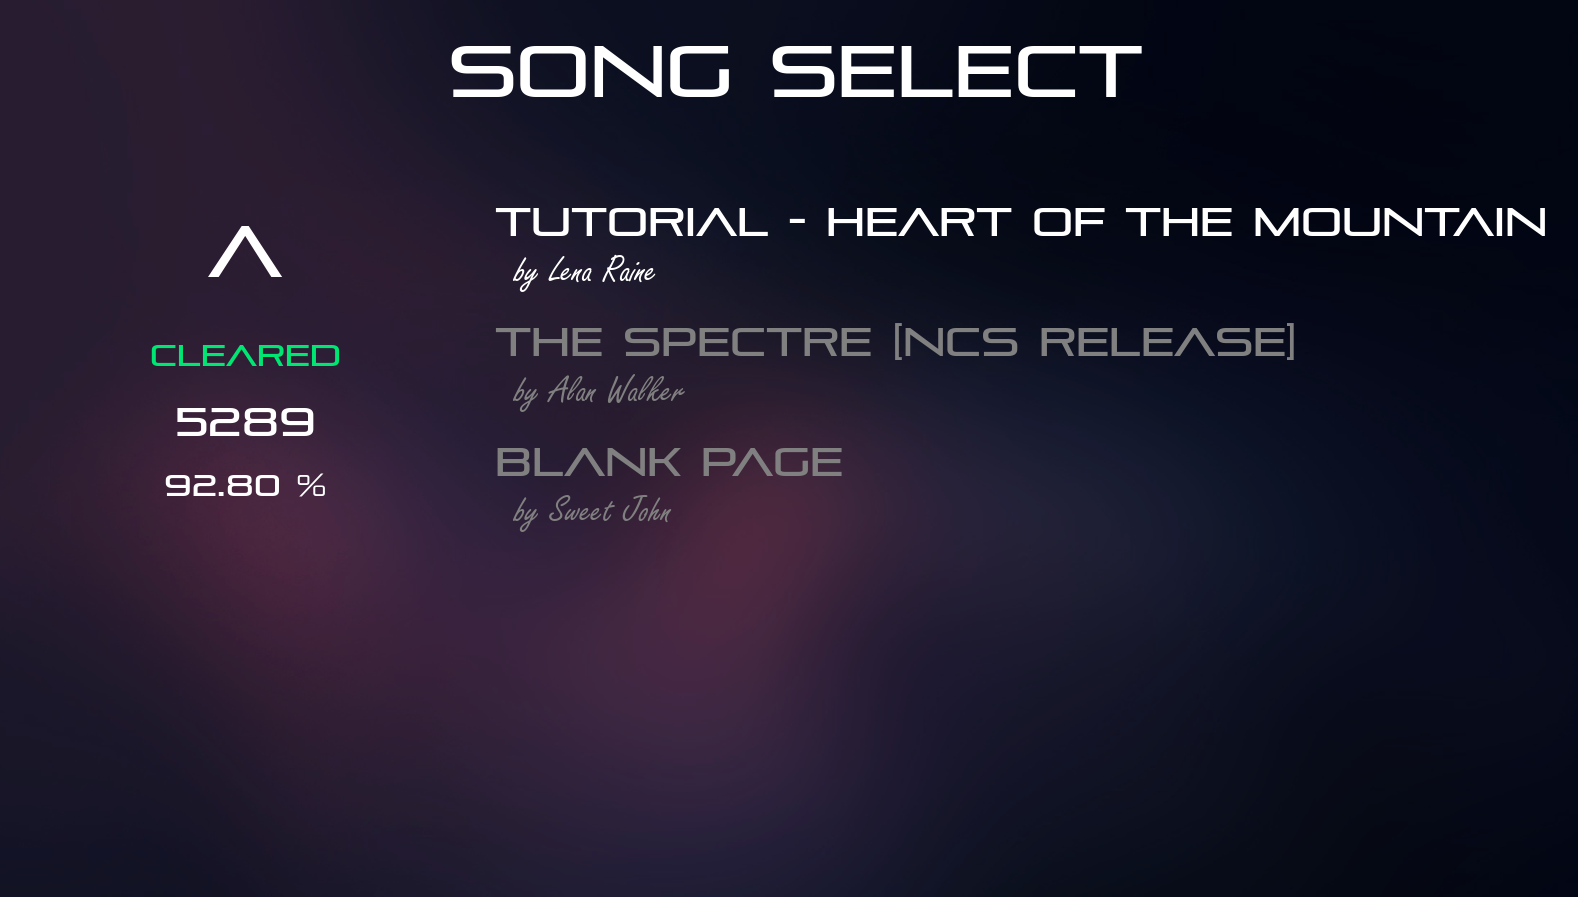 SONG SELECT
A
CLEARED
5289
92.80 %
TUTORIAL - HEART OF THE MOUNTAIN
by Lena Raine
THE SPECTRE [NCS RELEASE]
by Alan Walker
BLANK PAGE
by Sweet John